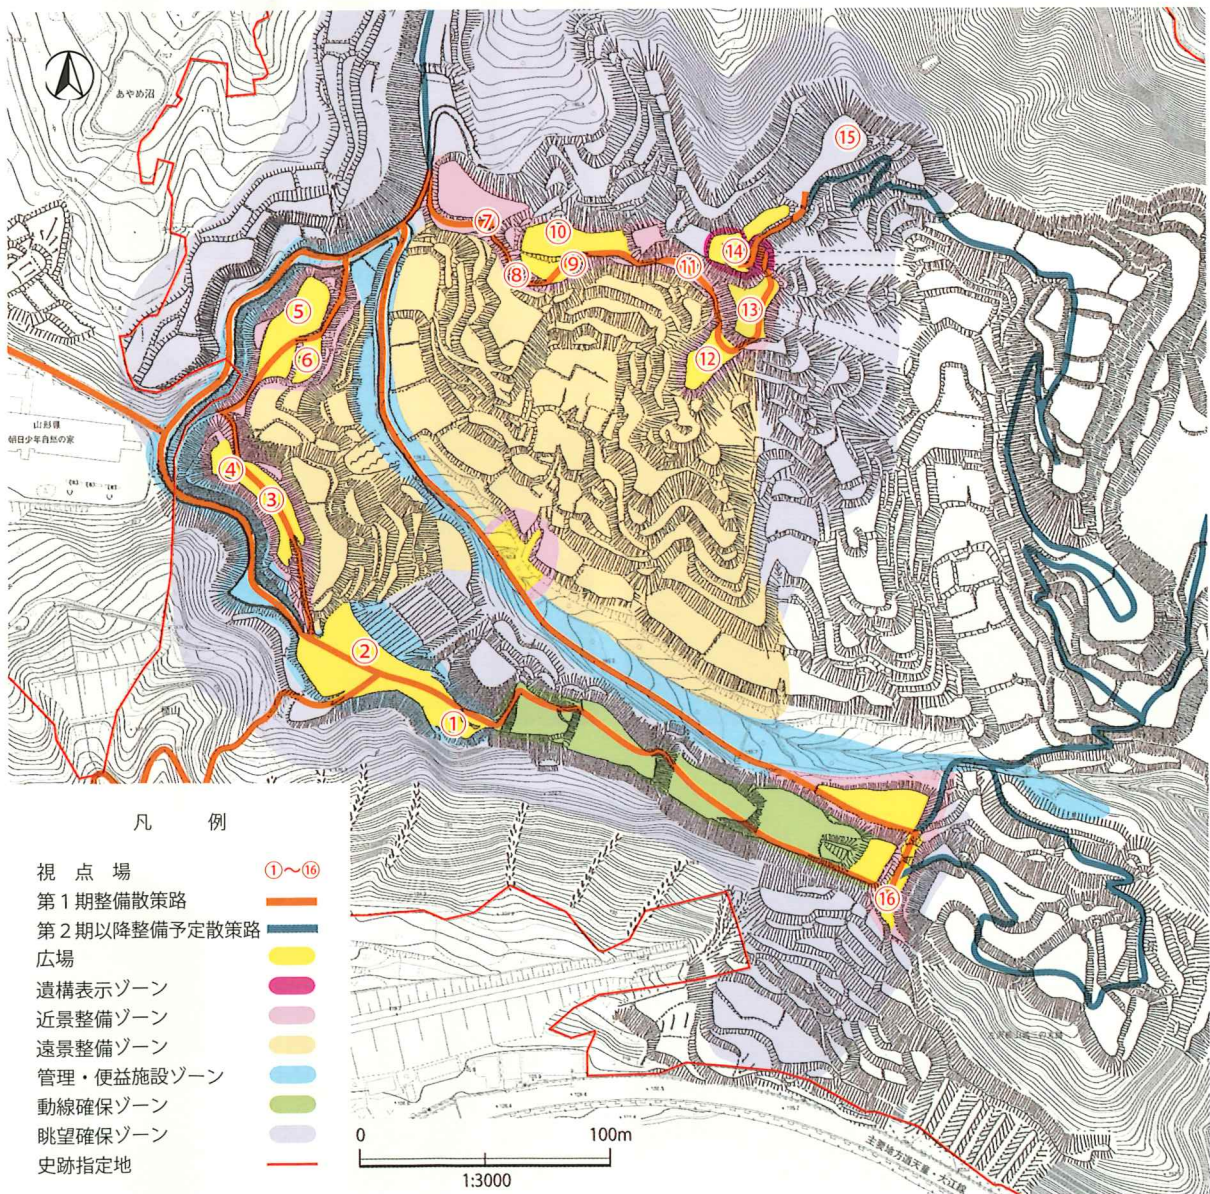 あやめ沼
⑮
⑦
⑩
⑧
⑨
⑪
⑭
⑬
⑫
⑤
⑥
山形県
朝日少年自然の家
④
③
②
①
楯山
⑯
凡 例
視 点 場 ①～⑯
第1期整備散策路
第2期以降整備予定散策路
広場
遺構表示ゾーン
近景整備ゾーン
遠景整備ゾーン
管理・便益施設ゾーン
動線確保ゾーン
眺望確保ゾーン
史跡指定地
0 100m
1:3000
主要地方道天童・大江線